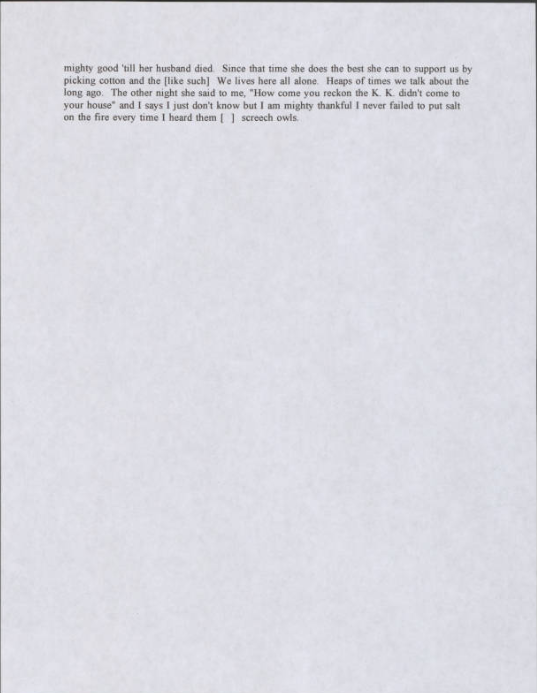 mighty good 'till her husband died. Since that time she does the best she can to support us by
picking cotton and the [like such] We lives here all alone. Heaps of times we talk about the
long ago. The other night she said to me, "How come you reckon the K. K. didn't come to
your house" and I says I just don't know but I am mighty thankful I never failed to put salt
on the fire every time I heard them [ ] screech owls.